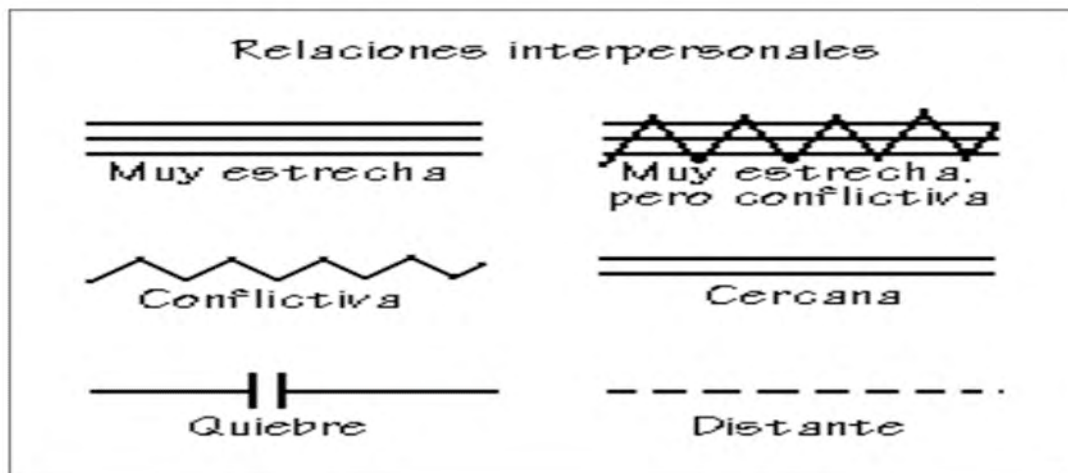 Relaciones interpersonales
Muy estrecha
Muy estrecha,
pero conflictiva
Conflictiva
Cercana
Quiebre
Distante